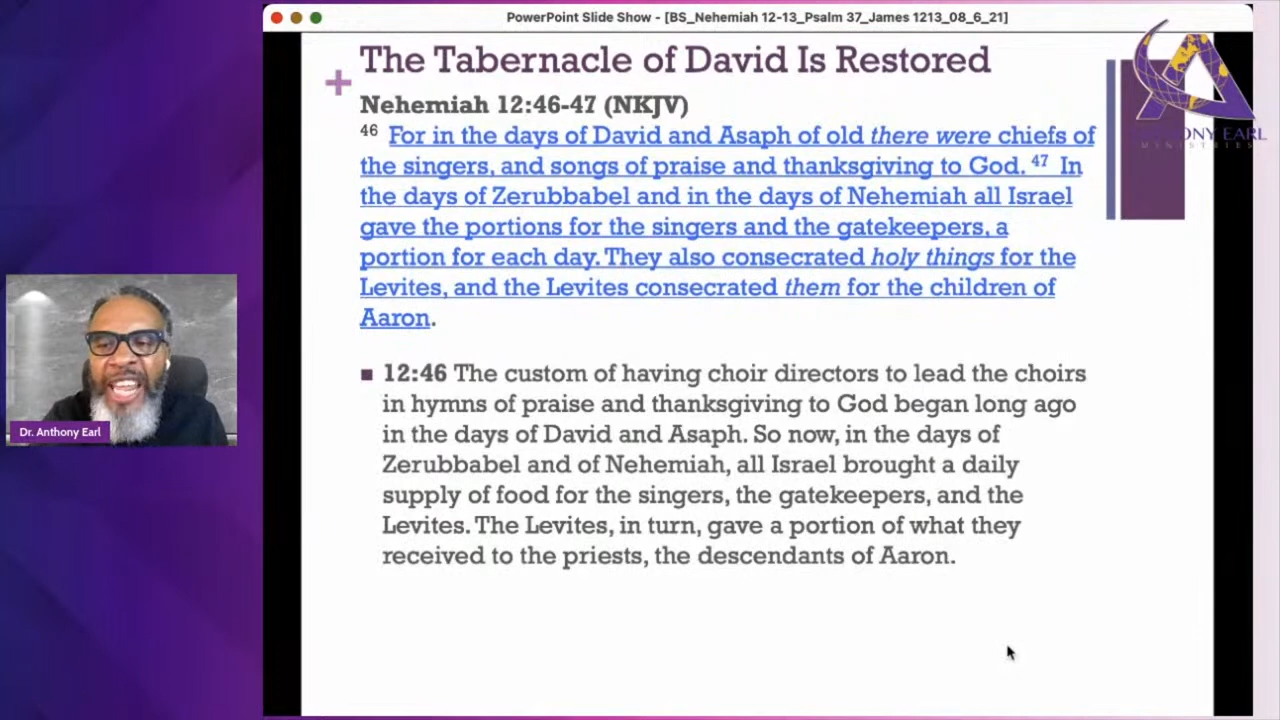 PowerPoint Slide Show - [BS_Nehemiah 12-13_Psalm 37_James 1213_08_6_21]
The Tabernacle of David Is Restored
+
Nehemiah 12:46-47 (NKJV)
46 For in the days of David and Asaph of old there were chiefs of
the singers, and songs of praise and thanksgiving to God. 47 In
the days of Zerubbabel and in the days of Nehemiah all Israel
gave the portions for the singers and the gatekeepers, a
portion for each day. They also consecrated holy things for the
Levites, and the Levites consecrated them for the children of
Aaron.
■ 12:46 The custom of having choir directors to lead the choirs
in hymns of praise and thanksgiving to God began long ago
in the days of David and Asaph. So now, in the days of
Zerubbabel and of Nehemiah, all Israel brought a daily
supply of food for the singers, the gatekeepers, and the
Levites. The Levites, in turn, gave a portion of what they
received to the priests, the descendants of Aaron.
Dr. Anthony Earl
EARL
MINISTRIES